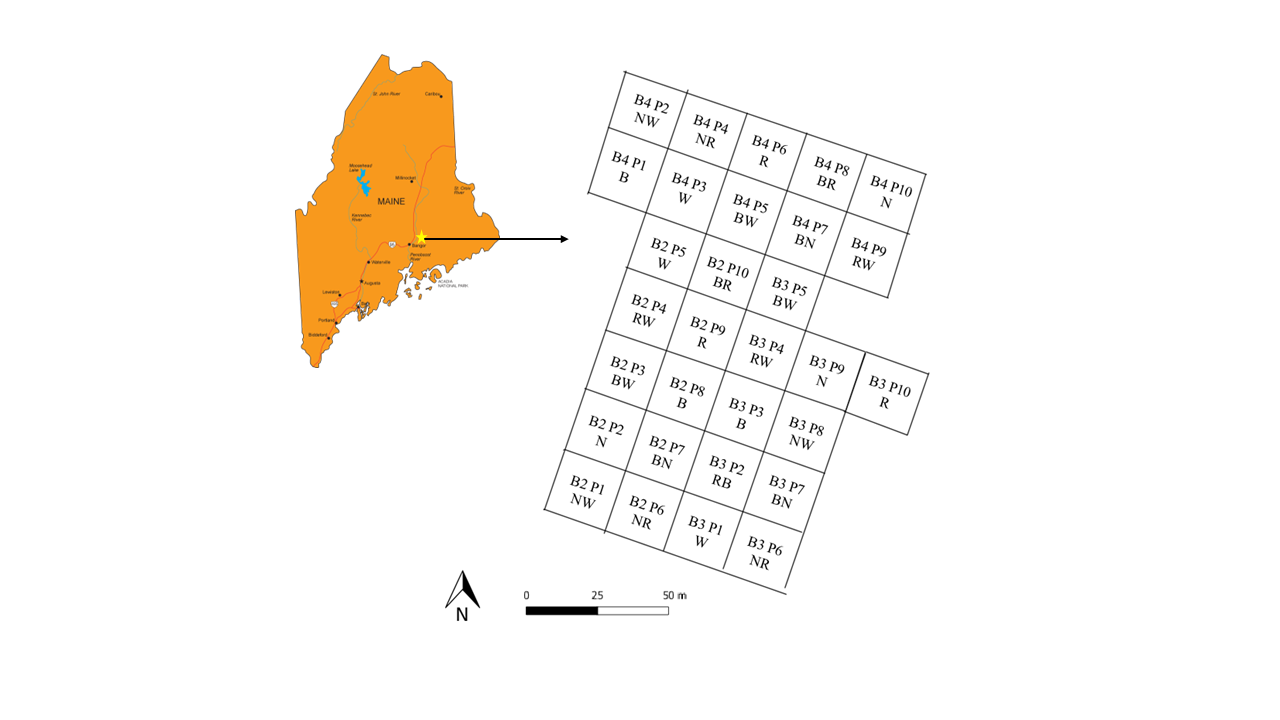 St. John River
Caribou
Moosehead
Lake
Millinocket
MAINE
St. Croix
River
Kennebec
River
Bangor
Penobscot
River
Waterville
Augusta
ACADIA
NATIONAL PARK
Lewiston
Portland
Biddeford
B4 P2
NW
B4 P4
NR
B4 P6
R
B4 P8
BR
B4 P10
N
B4 P1
B
B4 P3
W
B4 P5
BW
B4 P7
BN
B4 P9
RW
B2 P5
W
B2 P10
BR
B3 P5
BW
B2 P4
RW
B2 P9
R
B3 P4
RW
B3 P9
N
B3 P10
R
B2 P3
BW
B2 P8
B
B3 P3
B
B3 P8
NW
B2 P2
N
B2 P7
BN
B3 P2
RB
B3 P7
BN
B2 P1
NW
B2 P6
NR
B3 P1
W
B3 P6
NR
N
0 25 50 m